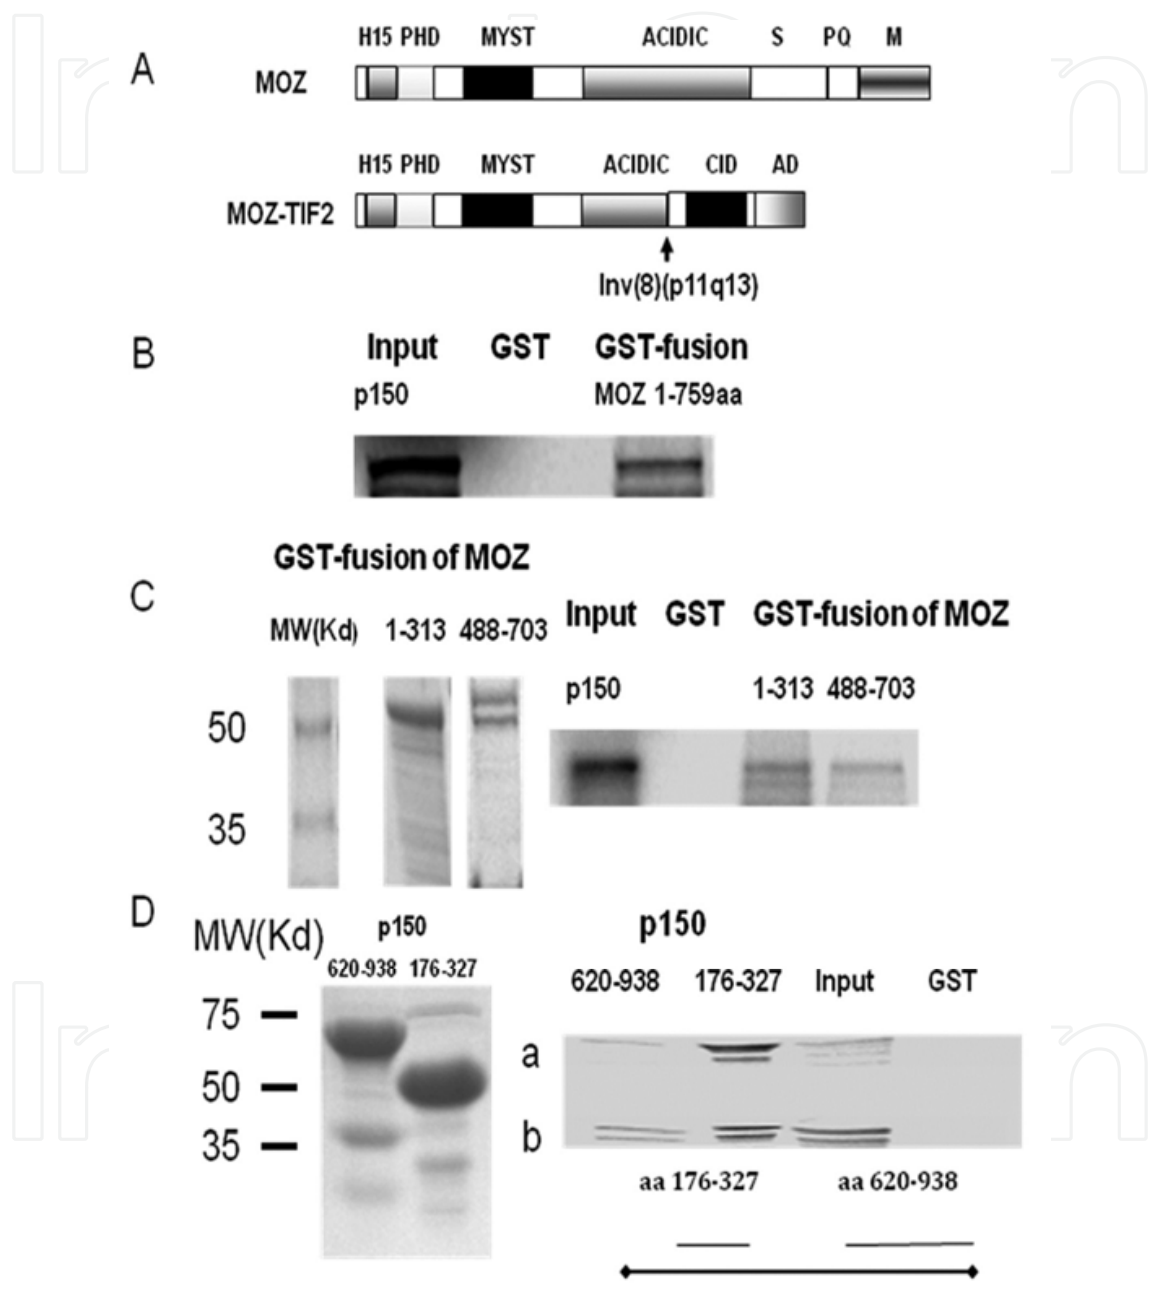 A
H15 PHD MYST ACIDIC S PQ M
MOZ
H15 PHD MYST ACIDIC CID AD
MOZ-TIF2
Inv(8)(p11q13)
B
Input GST GST-fusion
p150 MOZ 1-759aa
GST-fusion of MOZ
C
MW(Kd) 1-313 488-703
50
35
Input GST GST-fusion of MOZ
p150 1-313 488-703
D
MW(Kd) p150
620-938 176-327
75
50
35
p150
620-938 176-327 Input GST
a
b
aa 176-327 aa 620-938